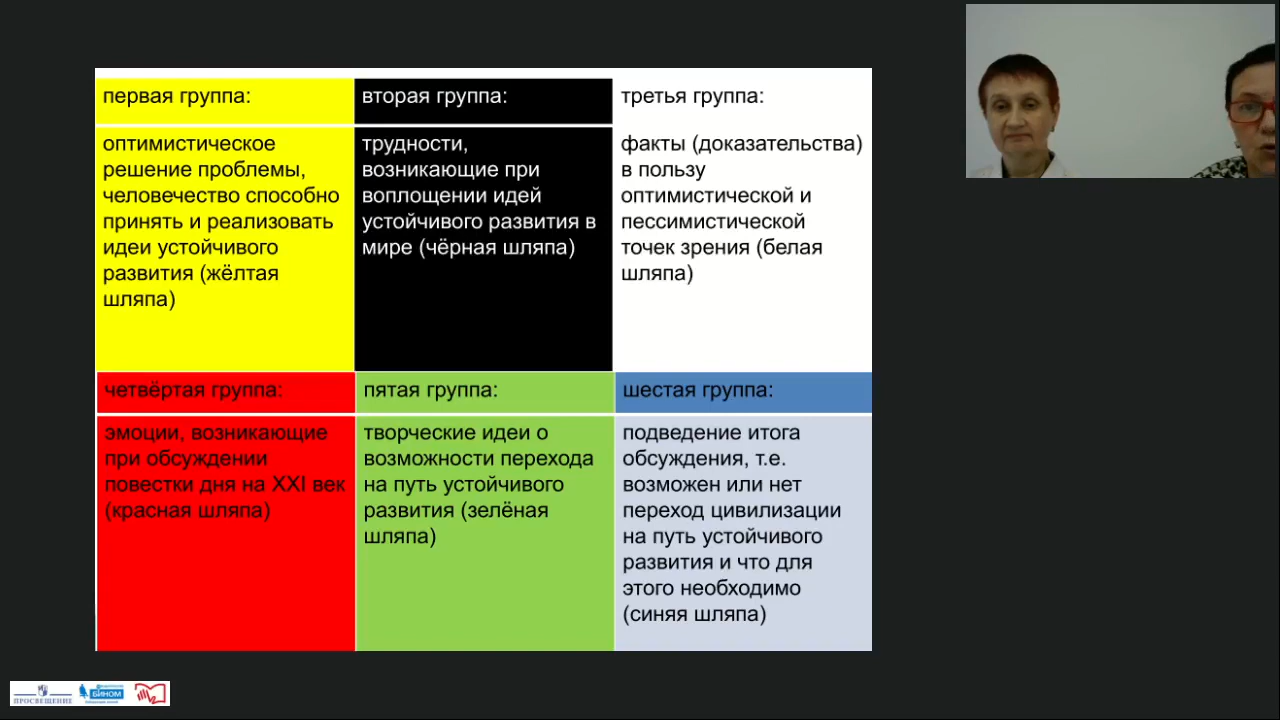 первая группа:
вторая группа:
третья группа:
оптимистическое
решение проблемы,
человечество способно
принять и реализовать
идеи устойчивого
развития (жёлтая
шляпа)
трудности,
возникающие при
воплощении идей
устойчивого развития в
мире (чёрная шляпа)
факты (доказательства)
в пользу
оптимистической и
пессимистической
точек зрения (белая
шляпа)
четвёртая группа:
пятая группа:
шестая группа:
эмоции, возникающие
при обсуждении
повестки дня на XXI век
(красная шляпа)
творческие идеи о
возможности перехода
на путь устойчивого
развития (зелёная
шляпа)
подведение итога
обсуждения, т.е.
возможен или нет
переход цивилизации
на путь устойчивого
развития и что для
этого необходимо
(синяя шляпа)
ПРОСВЕЩЕНИЕ
БИНОМ